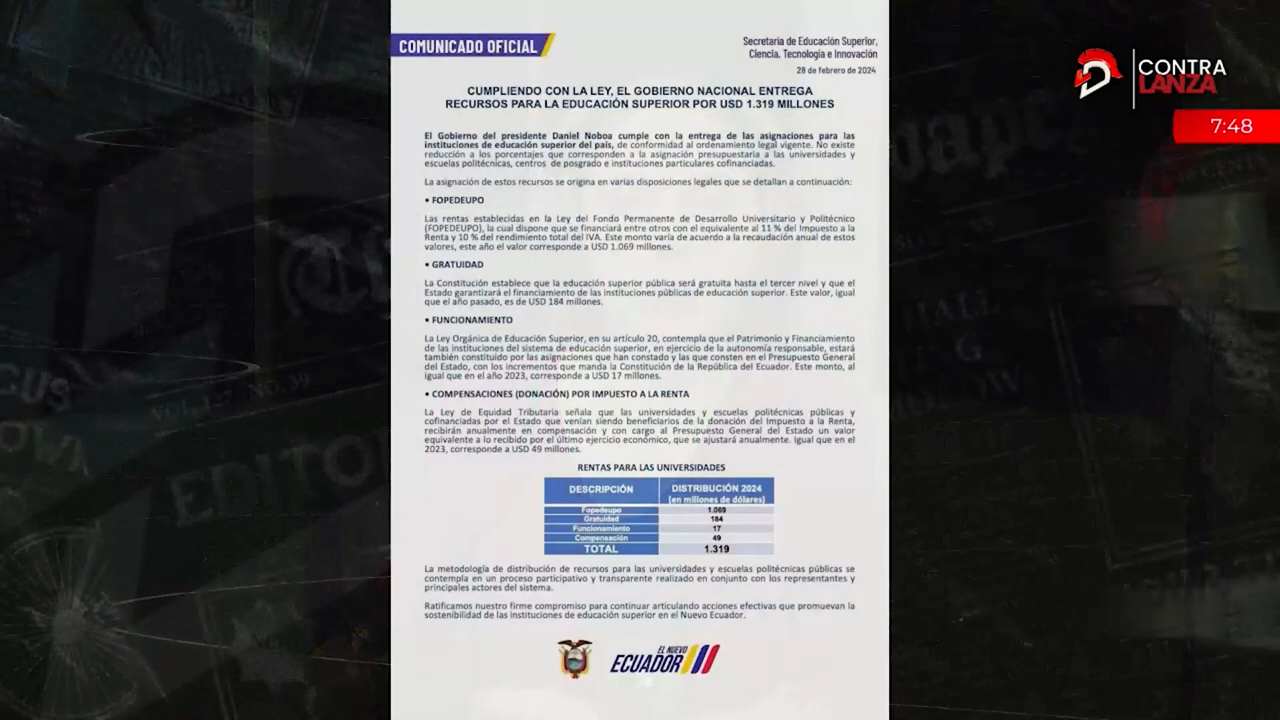 COMUNICADO OFICIAL
Secretaría de Educación Superior,
Ciencia, Tecnología e Innovación
28 de febrero de 2024
CONTRA
LANZA
7:48
CUMPLIENDO CON LA LEY, EL GOBIERNO NACIONAL ENTREGA
RECURSOS PARA LA EDUCACIÓN SUPERIOR POR USD 1.319 MILLONES
El Gobierno del presidente Daniel Noboa cumple con la entrega de las asignaciones para las
instituciones de educación superior del país, de conformidad al ordenamiento legal vigente. No existe
reducción a los porcentajes que corresponden a la asignación presupuestaria a las universidades y
escuelas politécnicas, centros de posgrado e instituciones particulares cofinanciadas.
La asignación de estos recursos se origina en varias disposiciones legales que se detallan a continuación:
• FOPEDEUPO
Las rentas establecidas en la Ley del Fondo Permanente de Desarrollo Universitario y Politécnico
(FOPEDEUPO), la cual dispone que se financiará entre otros con el equivalente al 11 % del Impuesto a la
Renta y 10 % del rendimiento total del IVA. Este monto varía de acuerdo a la recaudación anual de estos
valores, este año el valor corresponde a USD 1.069 millones.
• GRATUIDAD
La Constitución establece que la educación superior pública será gratuita hasta el tercer nivel y que el
Estado garantizará el financiamiento de las instituciones públicas de educación superior. Este valor, igual
que el año pasado, es de USD 184 millones.
• FUNCIONAMIENTO
La Ley Orgánica de Educación Superior, en su artículo 20, contempla que el Patrimonio y Financiamiento
de las instituciones del sistema de educación superior, en ejercicio de la autonomía responsable, estará
también constituido por las asignaciones que han constado y las que consten en el Presupuesto General
del Estado, con los incrementos que manda la Constitución de la República del Ecuador. Este monto, al
igual que en el año 2023, corresponde a USD 17 millones.
• COMPENSACIONES (DONACIÓN) POR IMPUESTO A LA RENTA
La Ley de Equidad Tributaria señala que las universidades y escuelas politécnicas públicas y
cofinanciadas por el Estado que venían siendo beneficiarios de la donación del Impuesto a la Renta,
recibirán anualmente en compensación y con cargo al Presupuesto General del Estado un valor
equivalente a lo recibido por el último ejercicio económico, que se ajustará anualmente. Igual que en el
2023, corresponde a USD 49 millones.
RENTAS PARA LAS UNIVERSIDADES
DESCRIPCIÓN DISTRIBUCIÓN 2024
(en millones de dólares)
Fopedeupo 1.069
Gratuidad 184
Funcionamiento 17
Compensación 49
TOTAL 1.319
La metodología de distribución de recursos para las universidades y escuelas politécnicas públicas se
contempla en un proceso participativo y transparente realizado en conjunto con los representantes y
principales actores del sistema.
Ratificamos nuestro firme compromiso para continuar articulando acciones efectivas que promuevan la
sostenibilidad de las instituciones de educación superior en el Nuevo Ecuador.
EL NUEVO
ECUADOR